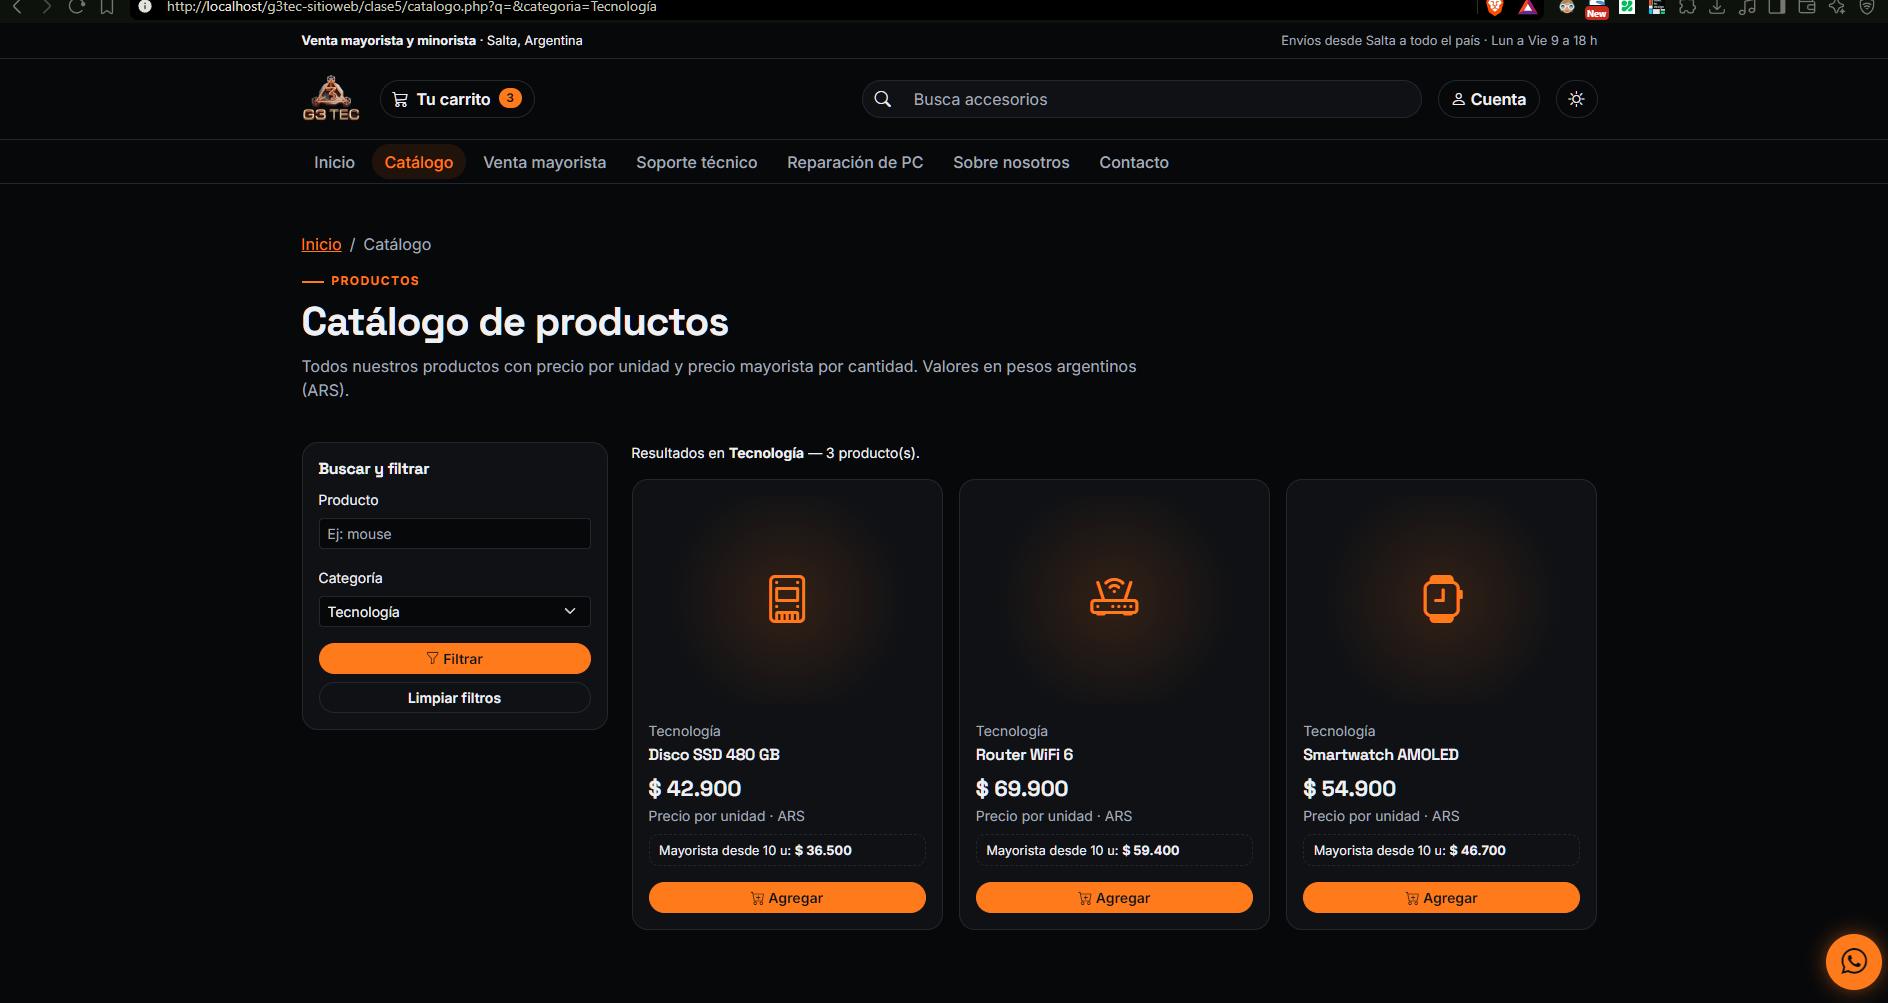 http://localhost/g3tec-sitioweb/clase5/catalogo.php?q=&categoria=Tecnología
New
Venta mayorista y minorista · Salta, Argentina
Envíos desde Salta a todo el país · Lun a Vie 9 a 18 h
G3 TEC
Tu carrito 3
Busca accesorios
Cuenta
Inicio Catálogo Venta mayorista Soporte técnico Reparación de PC Sobre nosotros Contacto
Inicio / Catálogo
PRODUCTOS
Catálogo de productos
Todos nuestros productos con precio por unidad y precio mayorista por cantidad. Valores en pesos argentinos
(ARS).
Buscar y filtrar
Producto
Ej: mouse
Categoría
Tecnología
Filtrar
Limpiar filtros
Resultados en Tecnología — 3 producto(s).
Tecnología
Disco SSD 480 GB
$ 42.900
Precio por unidad · ARS
Mayorista desde 10 u: $ 36.500
Agregar
Tecnología
Router WiFi 6
$ 69.900
Precio por unidad · ARS
Mayorista desde 10 u: $ 59.400
Agregar
Tecnología
Smartwatch AMOLED
$ 54.900
Precio por unidad · ARS
Mayorista desde 10 u: $ 46.700
Agregar